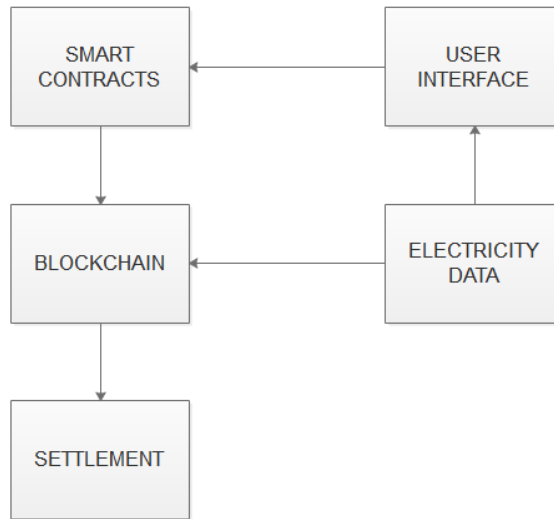 SMART
CONTRACTS
USER
INTERFACE
BLOCKCHAIN
ELECTRICITY
DATA
SETTLEMENT